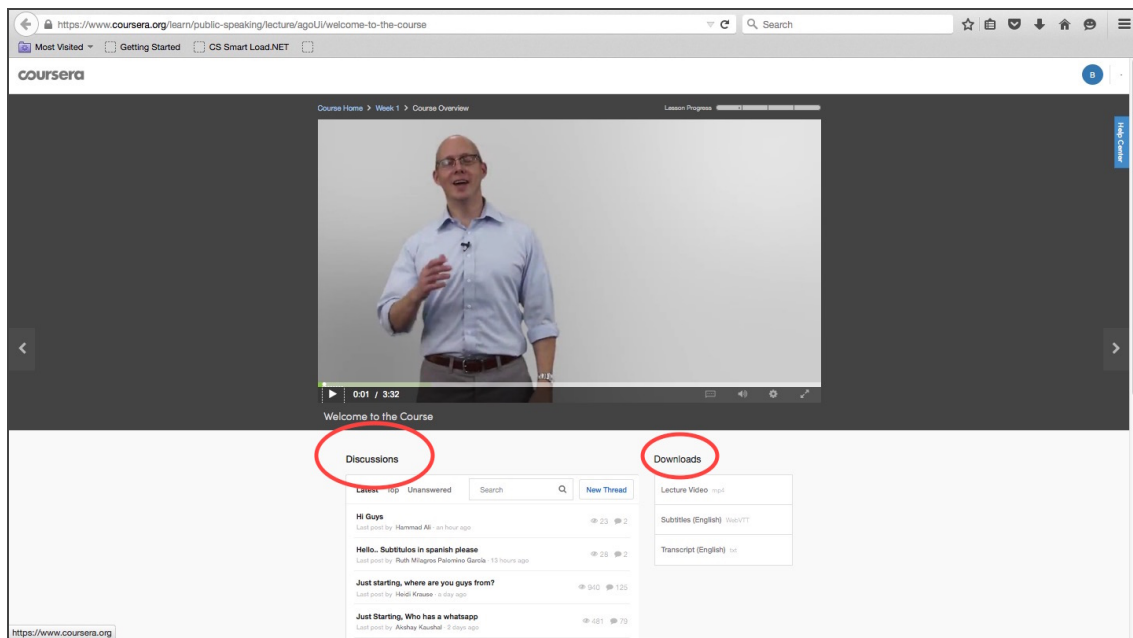 https://www.coursera.org/learn/public-speaking/lecture/agoUI/welcome-to-the-course
Search
Most Visited
Getting Started
CS Smart Load.NET
coursera
B
Course Home > Week 1 > Course Overview
Lesson Progress
Help Center
0:01 / 3:32
Welcome to the Course
Discussions
Downloads
Latest Top Unanswered
Search
New Thread
Lecture Video mp4
Hi Guys
23 2
Last post by Hammad Ali · an hour ago
Subtitles (English) WebVTT
Hello.. Subtitulos in spanish please
28 2
Last post by Ruth Milagros Palomino Garcia · 13 hours ago
Transcript (English) txt
Just starting, where are you guys from?
940 125
Last post by Heidi Krause · a day ago
Just Starting, Who has a whatsapp
481 79
Last post by Akshay Kaushal · 2 days ago
https://www.coursera.org